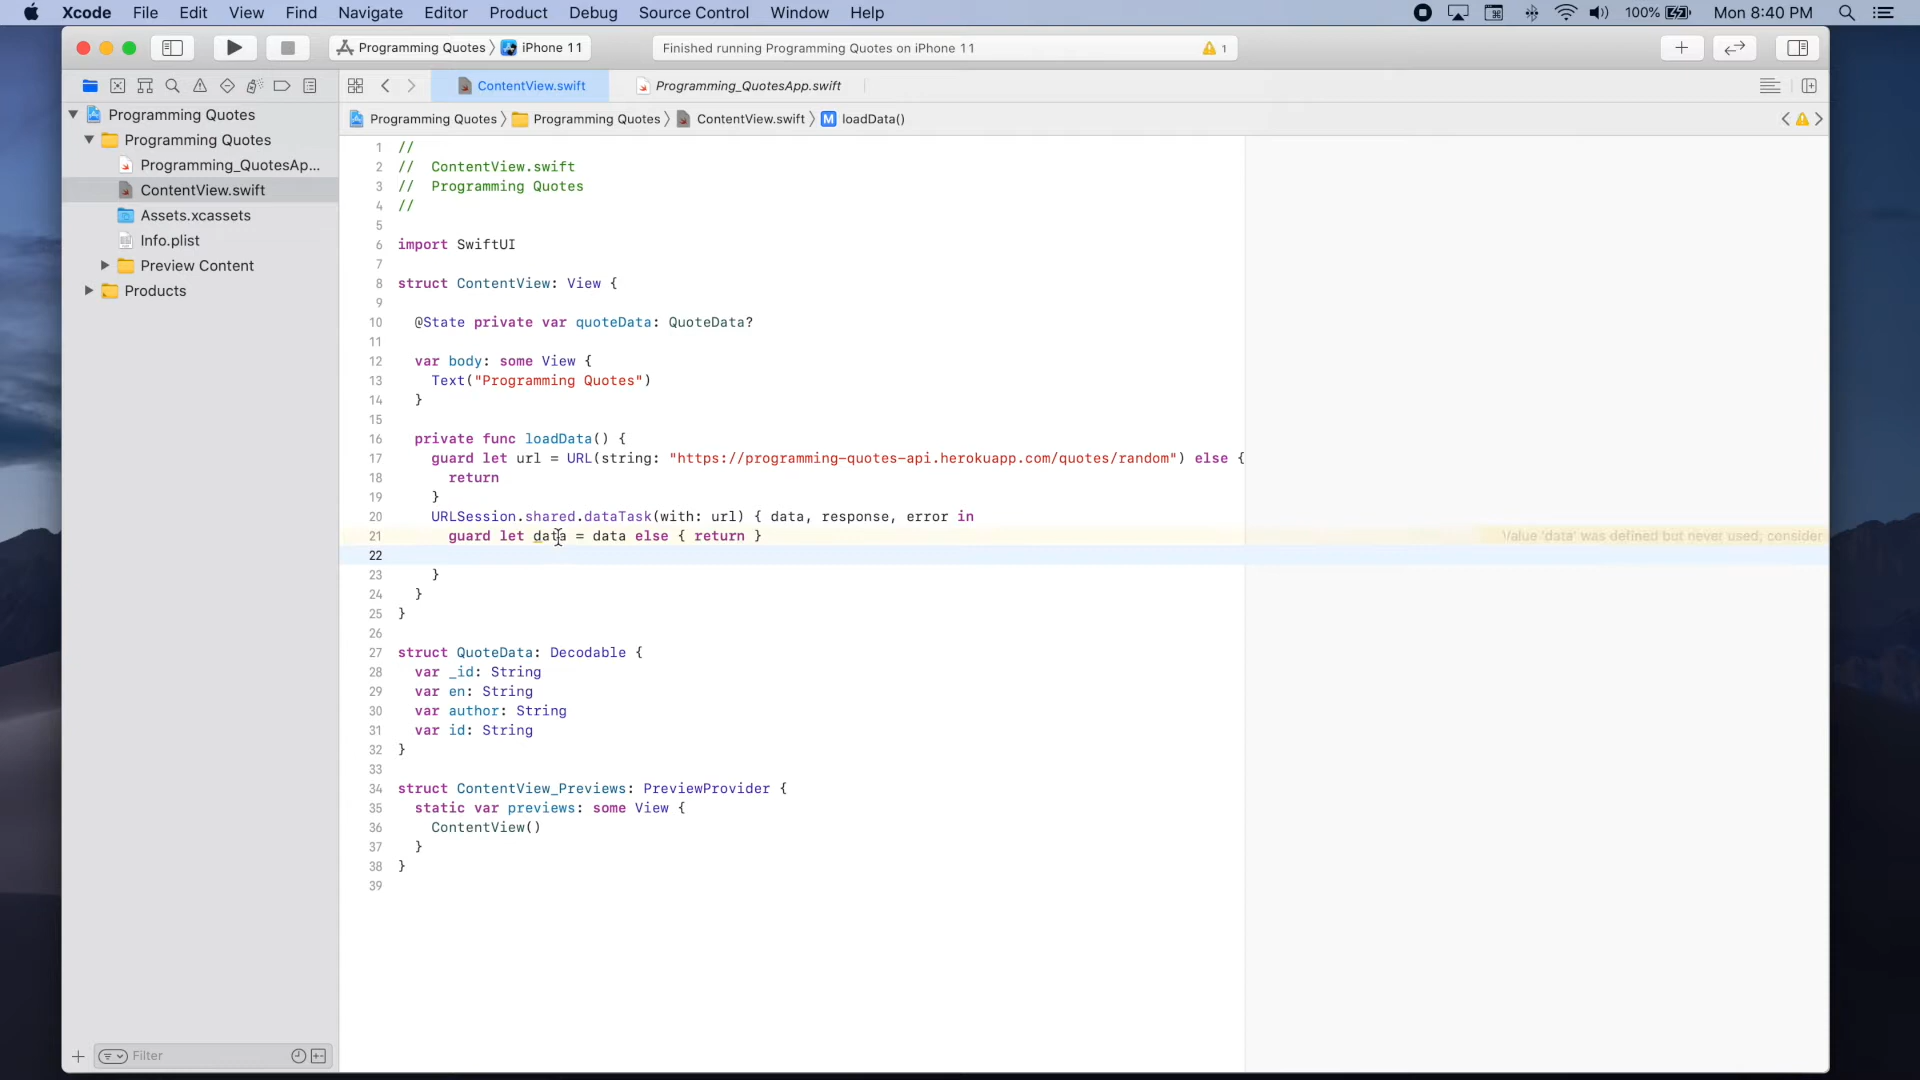 Xcode File Edit View Find Navigate Editor Product Debug Source Control Window Help 100% Mon 8:40 PM
Programming Quotes iPhone 11 Finished running Programming Quotes on iPhone 11 1
ContentView.swift Programming_QuotesApp.swift
Programming Quotes Programming Quotes ContentView.swift M loadData()
Programming Quotes
Programming Quotes
Programming_QuotesAp...
ContentView.swift
Assets.xcassets
Info.plist
Preview Content
Products
Filter
1 //
2 // ContentView.swift
3 // Programming Quotes
4 //
5
6 import SwiftUI
7
8 struct ContentView: View {
9
10 @State private var quoteData: QuoteData?
11
12 var body: some View {
13 Text("Programming Quotes")
14 }
15
16 private func loadData() {
17 guard let url = URL(string: "https://programming-quotes-api.herokuapp.com/quotes/random") else {
18 return
19 }
20 URLSession.shared.dataTask(with: url) { data, response, error in
21 guard let data = data else { return } Value 'data' was defined but never used; consider
22
23 }
24 }
25 }
26
27 struct QuoteData: Decodable {
28 var _id: String
29 var en: String
30 var author: String
31 var id: String
32 }
33
34 struct ContentView_Previews: PreviewProvider {
35 static var previews: some View {
36 ContentView()
37 }
38 }
39